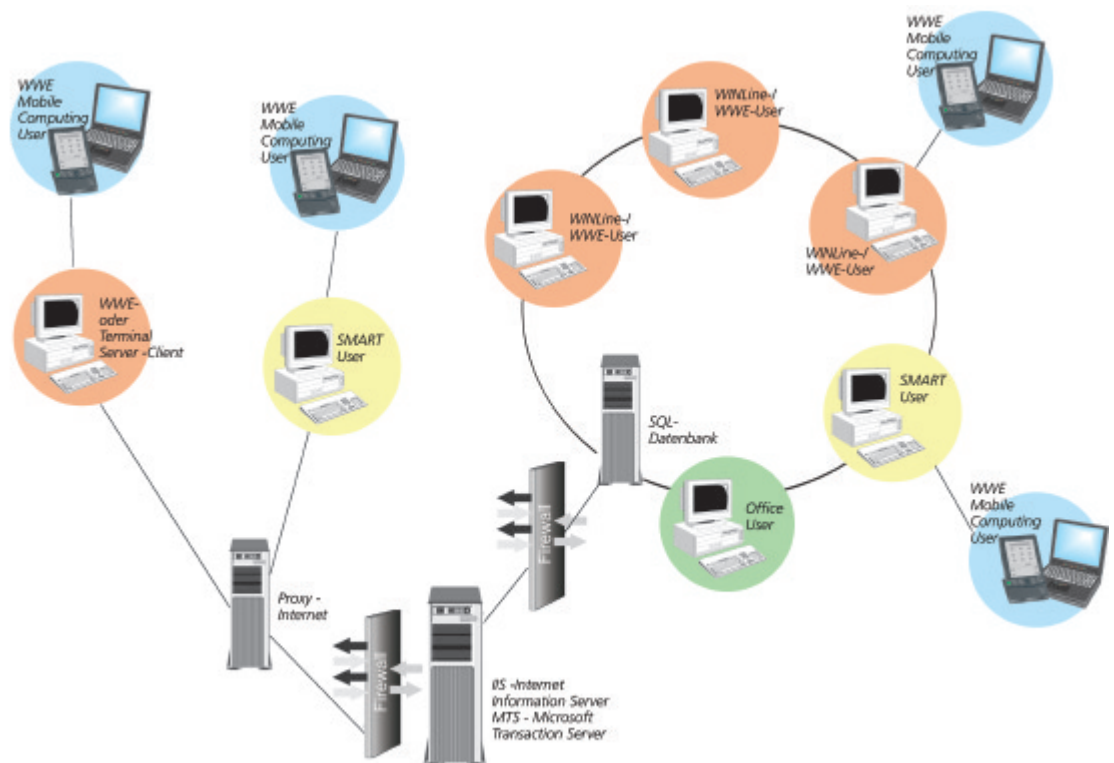 WWE
Mobile
Computing
User
WWE
Mobile
Computing
User
WINLine-/
WWE-User
WWE
Mobile
Computing
User
WINLine-/
WWE-User
WINLine-/
WWE-User
WWE-
oder
Terminal
Server -Client
SMART
User
SMART
User
SQL-
Datenbank
Office
User
WWE
Mobile
Computing
User
Firewall
Proxy -
Internet
Firewall
IIS -Internet
Information Server
MTS - Microsoft
Transaction Server